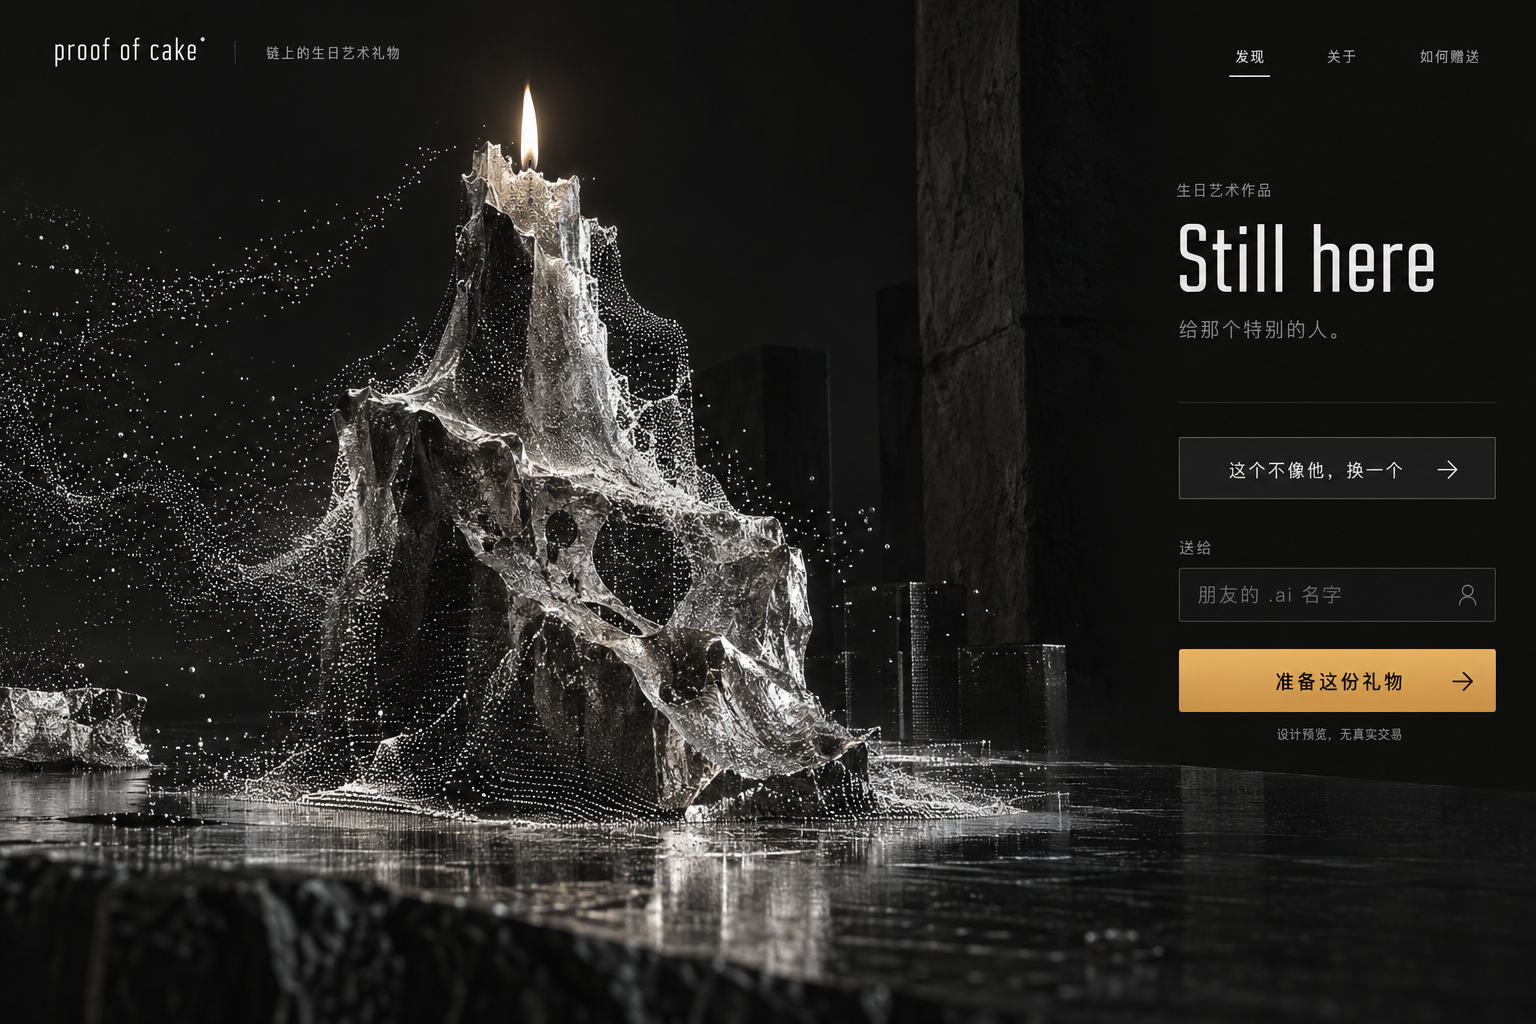 proof of cake
链上的生日艺术礼物
发现
关于
如何赠送
生日艺术作品
Still here
给那个特别的人。
这个不像他，换一个
送给
朋友的 .ai 名字
准备这份礼物
设计预览，无真实交易